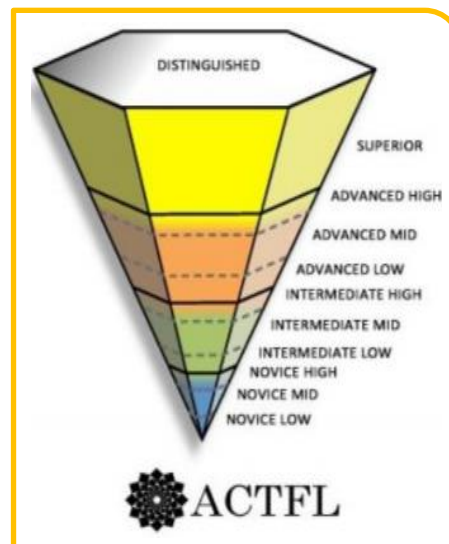 DISTINGUISHED
SUPERIOR
ADVANCED HIGH
ADVANCED MID
ADVANCED LOW
INTERMEDIATE HIGH
INTERMEDIATE MID
INTERMEDIATE LOW
NOVICE HIGH
NOVICE MID
NOVICE LOW
ACTFL